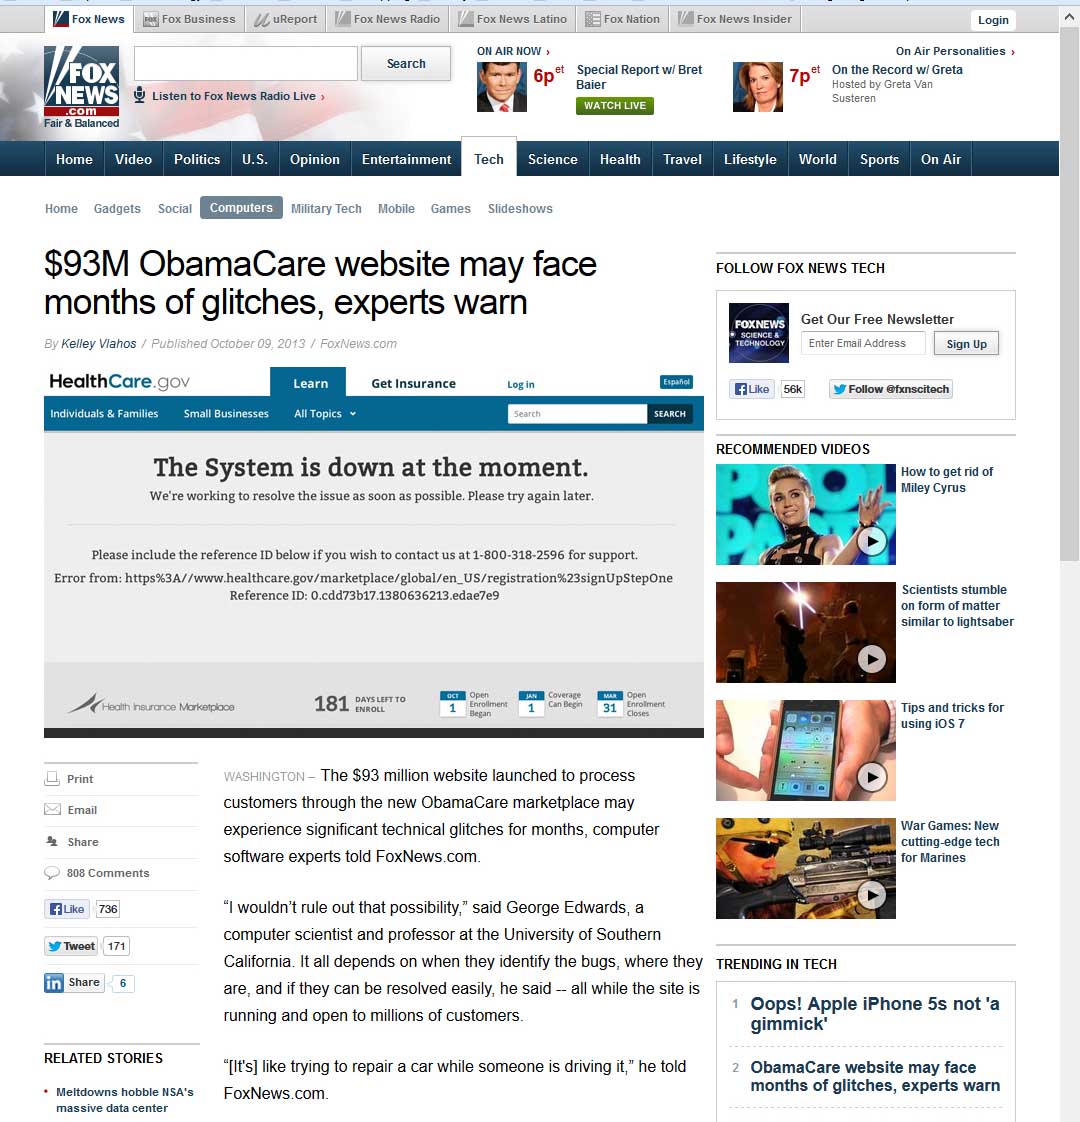 Fox News
Fox Business
uReport
Fox News Radio
Fox News Latino
Fox Nation
Fox News Insider
Login
FOX
NEWS
.com
Fair & Balanced
Search
Listen to Fox News Radio Live ›
ON AIR NOW ›
6p et
Special Report w/ Bret
Baier
WATCH LIVE
On Air Personalities ›
7p et
On the Record w/ Greta
Hosted by Greta Van
Susteren
Home Video Politics U.S. Opinion Entertainment Tech Science Health Travel Lifestyle World Sports On Air
Home Gadgets Social Computers Military Tech Mobile Games Slideshows
$93M ObamaCare website may face
months of glitches, experts warn
By Kelley Vlahos / Published October 09, 2013 / FoxNews.com
HealthCare.gov
Learn
Get Insurance
Log in
Español
Individuals & Families Small Businesses All Topics
Search
SEARCH
The System is down at the moment.
We're working to resolve the issue as soon as possible. Please try again later.
Please include the reference ID below if you wish to contact us at 1-800-318-2596 for support.
Error from: https%3A//www.healthcare.gov/marketplace/global/en_US/registration%23signUpStepOne
Reference ID: 0.cdd73b17.1380636213.edae7e9
Health Insurance Marketplace
181
DAYS LEFT TO
ENROLL
OCT
1
Open
Enrollment
Began
JAN
1
Coverage
Can Begin
MAR
31
Open
Enrollment
Closes
Print
Email
Share
808 Comments
Like 736
Tweet 171
in Share 6
RELATED STORIES
• Meltdowns hobble NSA's
massive data center
WASHINGTON – The $93 million website launched to process
customers through the new ObamaCare marketplace may
experience significant technical glitches for months, computer
software experts told FoxNews.com.
“I wouldn’t rule out that possibility,” said George Edwards, a
computer scientist and professor at the University of Southern
California. It all depends on when they identify the bugs, where they
are, and if they can be resolved easily, he said -- all while the site is
running and open to millions of customers.
“[It's] like trying to repair a car while someone is driving it,” he told
FoxNews.com.
FOLLOW FOX NEWS TECH
FOXNEWS
SCIENCE &
TECHNOLOGY
Get Our Free Newsletter
Enter Email Address
Sign Up
Like 56k
Follow @fxnscitech
RECOMMENDED VIDEOS
How to get rid of
Miley Cyrus
Scientists stumble
on form of matter
similar to lightsaber
Tips and tricks for
using iOS 7
War Games: New
cutting-edge tech
for Marines
TRENDING IN TECH
1 Oops! Apple iPhone 5s not 'a
gimmick'
2 ObamaCare website may face
months of glitches, experts warn